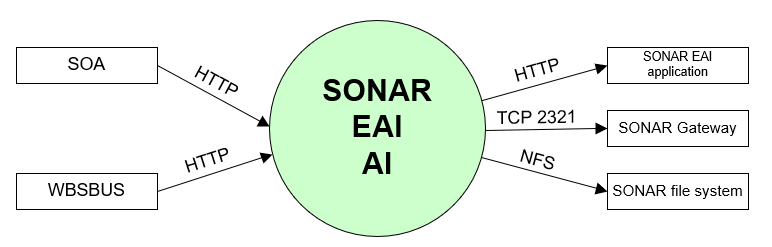 SOA
HTTP
WBSBUS
HTTP
SONAR
EAI
AI
HTTP
SONAR EAI
application
TCP 2321
SONAR Gateway
NFS
SONAR file system